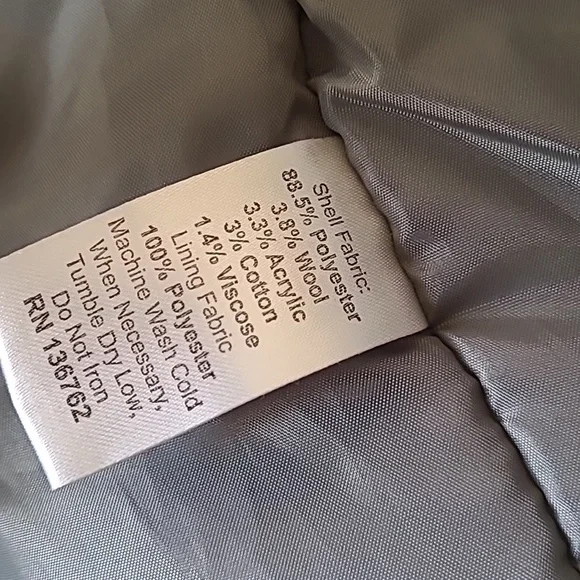 Shell Fabric:
88.5% Polyester
3.8% Wool
3.3% Acrylic
3% Cotton
1.4% Viscose
Lining Fabric
100% Polyester
Machine Wash Cold
When Necessary,
Tumble Dry Low,
Do Not Iron
RN 136762